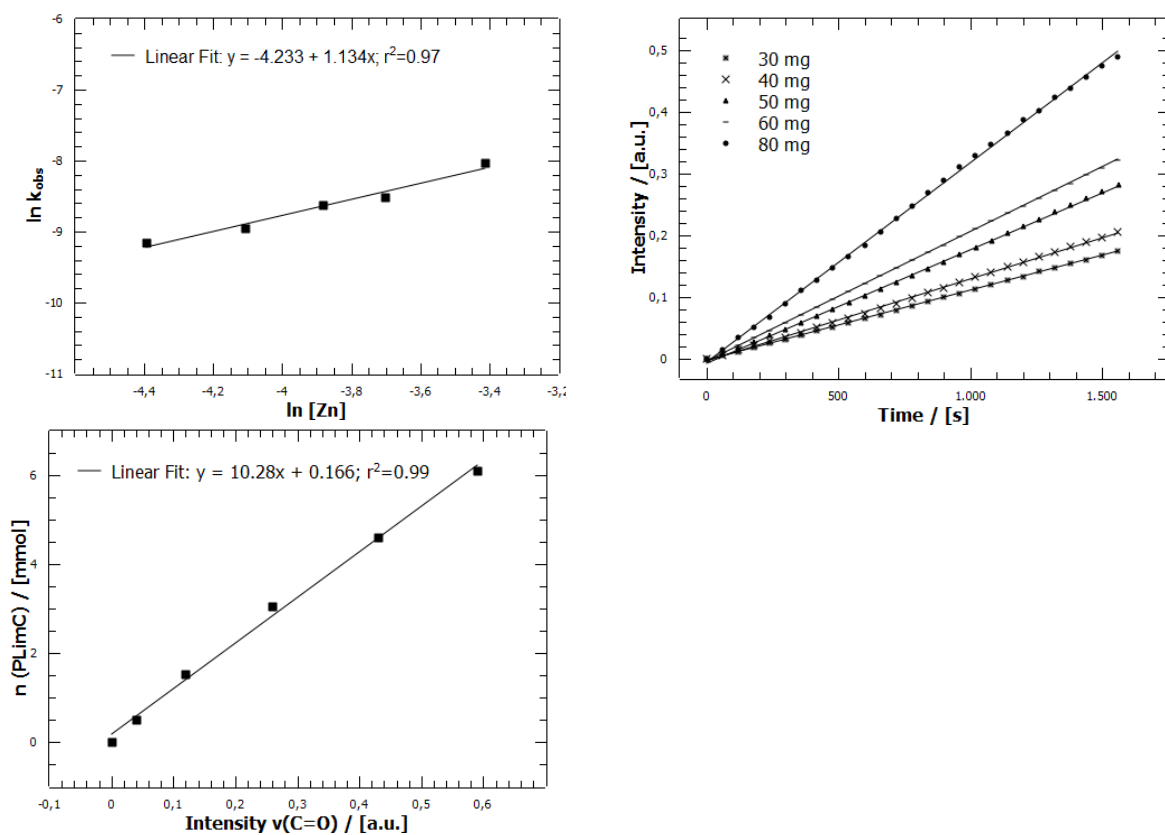 -6
-7
-8
-9
-10
-11
ln kobs
Linear Fit: y = -4.233 + 1.134x; r²=0.97
-4,4
-4,2
-4
-3,8
-3,6
-3,4
-3,2
ln [Zn]
0,5
0,4
0,3
0,2
0,1
0
Intensity / [a.u.]
30 mg
40 mg
50 mg
60 mg
80 mg
0
500
1.000
1.500
Time / [s]
6
4
2
0
n (PLimC) / [mmol]
Linear Fit: y = 10.28x + 0.166; r²=0.99
-0,1
0
0,1
0,2
0,3
0,4
0,5
0,6
Intensity v(C=O) / [a.u.]